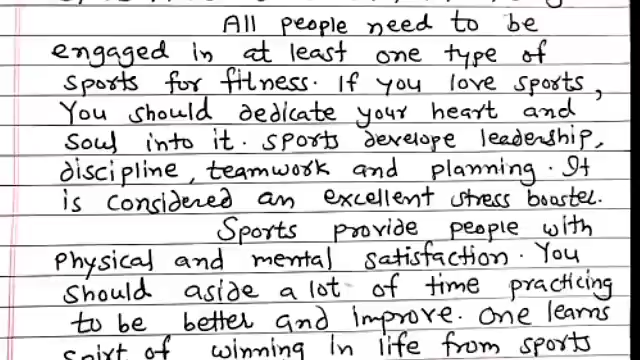 All people need to be
engaged in at least one type of
sports for fitness. If you love sports,
You should dedicate your heart and
soul into it. sports develope leadership,
discipline, teamwork and planning. It
is considered an excellent stress booster.
Sports provide people with
physical and mental satisfaction. You
should aside a lot of time practicing
to be better and improve. One learns
spirt of winning in life from sports